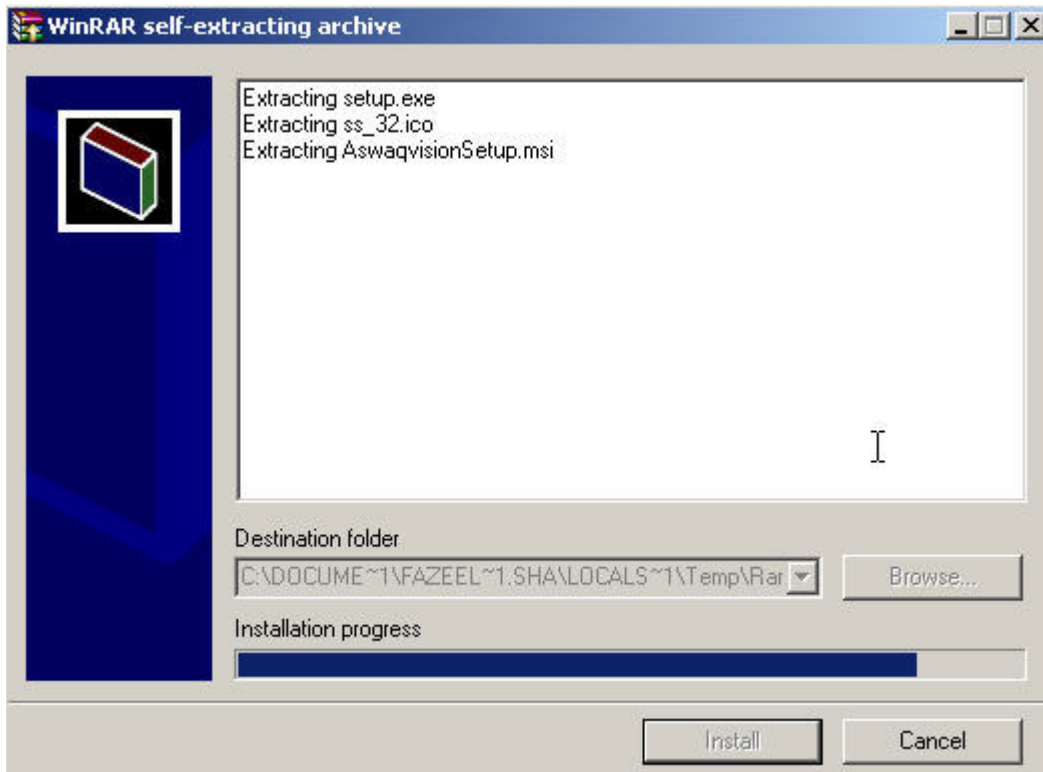 WinRAR self-extracting archive
Extracting setup.exe
Extracting ss_32.ico
Extracting AswaqvisionSetup.msi
Destination folder
C:\DOCUME~1\FAZEEL~1.SHA\LOCALS~1\Temp\Rar
Browse...
Installation progress
Install
Cancel